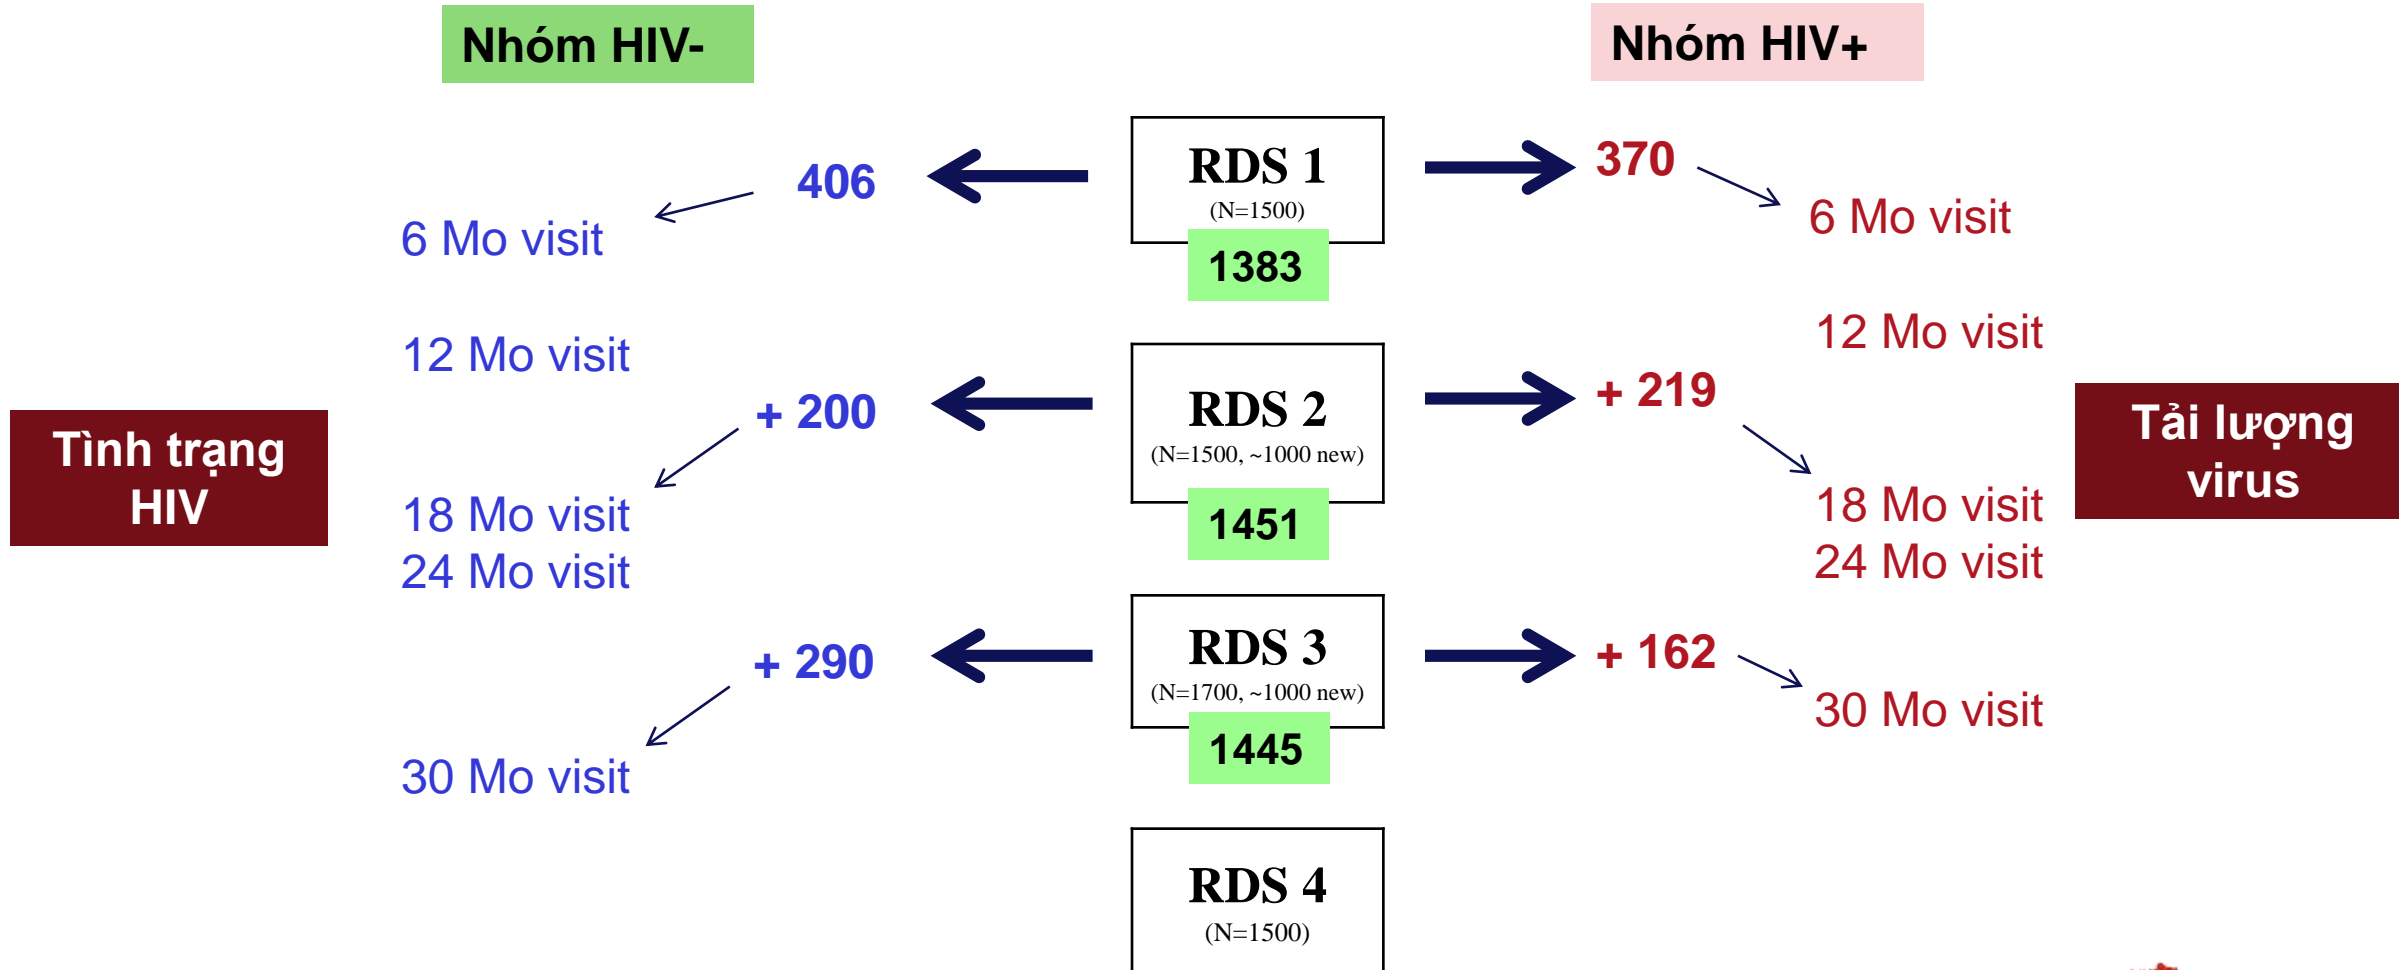 Nhóm HIV-
Nhóm HIV+
406
RDS 1
(N=1500)
1383
370
6 Mo visit
6 Mo visit
12 Mo visit
12 Mo visit
+ 200
RDS 2
(N=1500, ~1000 new)
1451
+ 219
Tình trạng
HIV
Tải lượng
virus
18 Mo visit
24 Mo visit
18 Mo visit
24 Mo visit
+ 290
RDS 3
(N=1700, ~1000 new)
1445
+ 162
30 Mo visit
30 Mo visit
RDS 4
(N=1500)